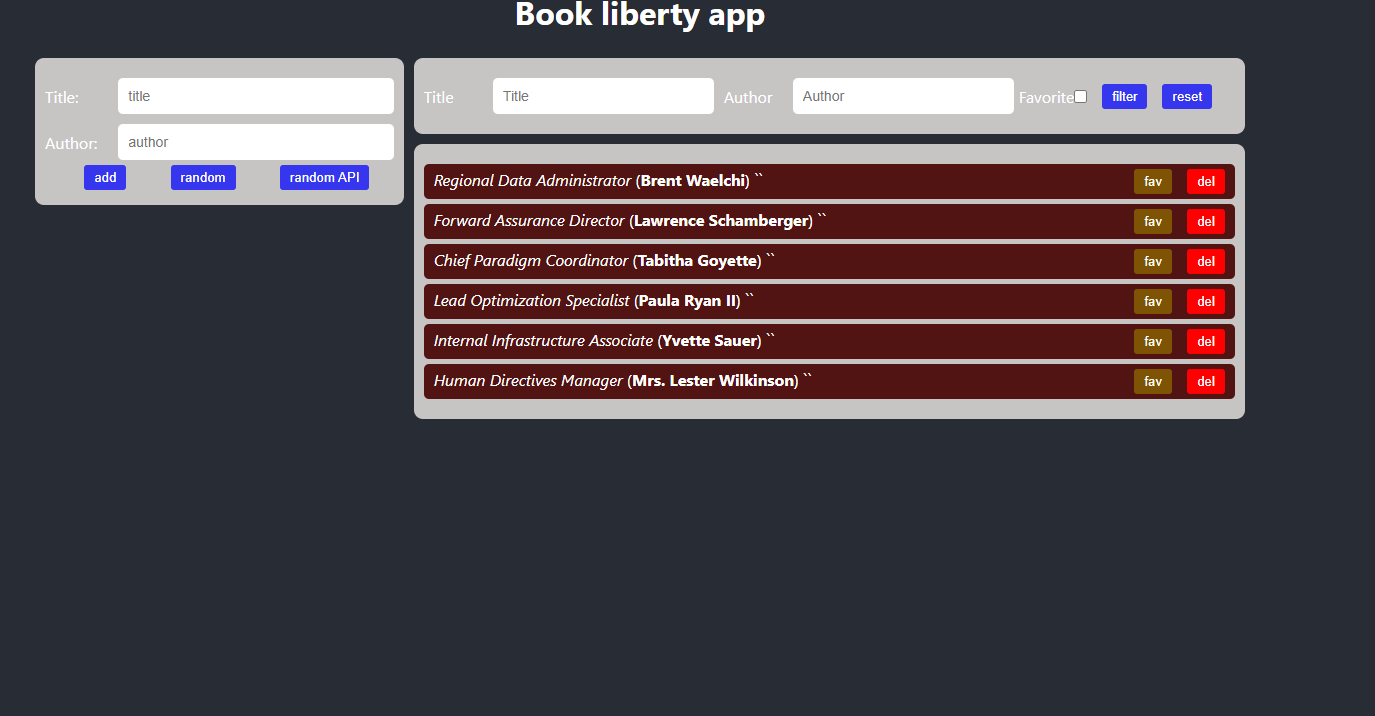 Book liberty app
Title: title
Author: author
add random random API
Title Title Author Author Favorite filter reset
Regional Data Administrator (Brent Waelchi) `` fav del
Forward Assurance Director (Lawrence Schamberger) `` fav del
Chief Paradigm Coordinator (Tabitha Goyette) `` fav del
Lead Optimization Specialist (Paula Ryan II) `` fav del
Internal Infrastructure Associate (Yvette Sauer) `` fav del
Human Directives Manager (Mrs. Lester Wilkinson) `` fav del